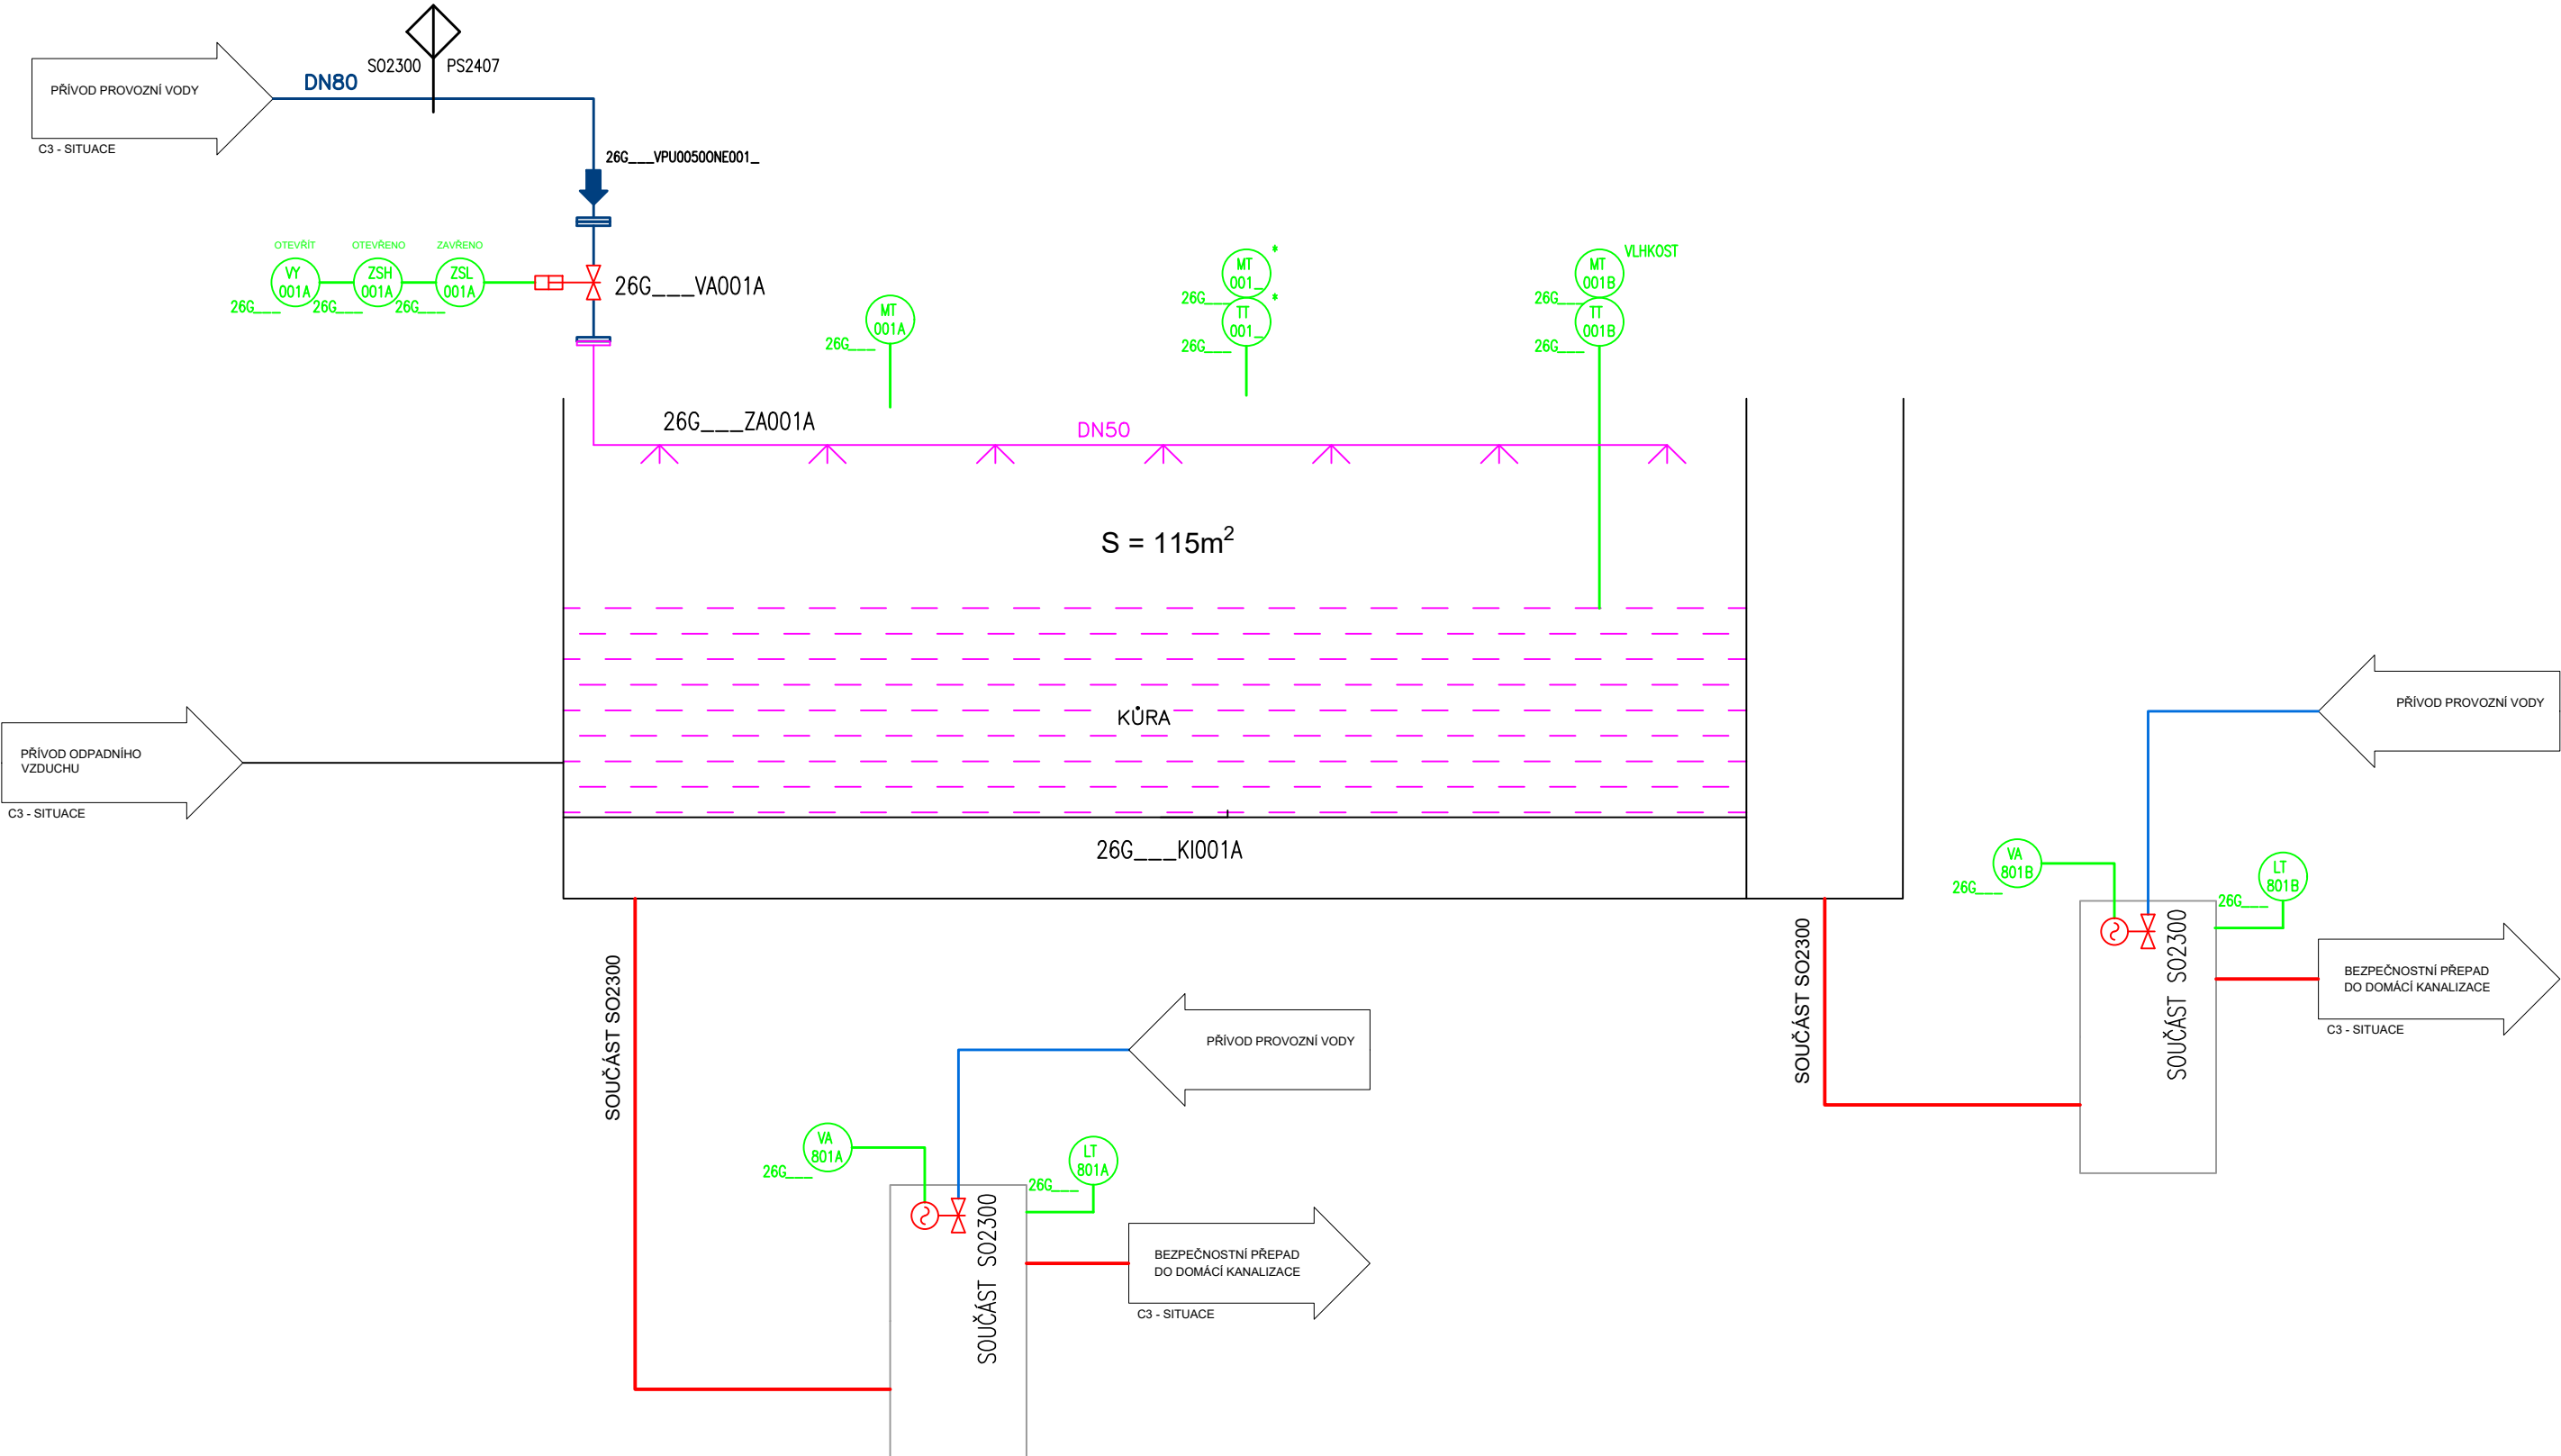 SO2300
PS2407
PŘÍVOD PROVOZNÍ VODY
DN80
C3 - SITUACE
26G___VPU0050ONE001_
OTEVŘÍT
OTEVŘENO
ZAVŘENO
VY
001A
26G___
ZSH
001A
26G___
ZSL
001A
26G___
26G___VA001A
MT
001A
26G___
MT
001_
*
26G___
TT
001_
*
26G___
MT
001B
VLHKOST
26G___
TT
001B
26G___
26G___ZA001A
DN50
S = 115m²
KŮRA
PŘÍVOD ODPADNÍHO
VZDUCHU
C3 - SITUACE
26G___KI001A
PŘÍVOD PROVOZNÍ VODY
VA
801B
26G___
LT
801B
26G___
SOUČÁST SO2300
SOUČÁST SO2300
BEZPEČNOSTNÍ PŘEPAD
DO DOMÁCÍ KANALIZACE
C3 - SITUACE
SOUČÁST SO2300
PŘÍVOD PROVOZNÍ VODY
VA
801A
26G___
LT
801A
26G___
SOUČÁST SO2300
BEZPEČNOSTNÍ PŘEPAD
DO DOMÁCÍ KANALIZACE
C3 - SITUACE